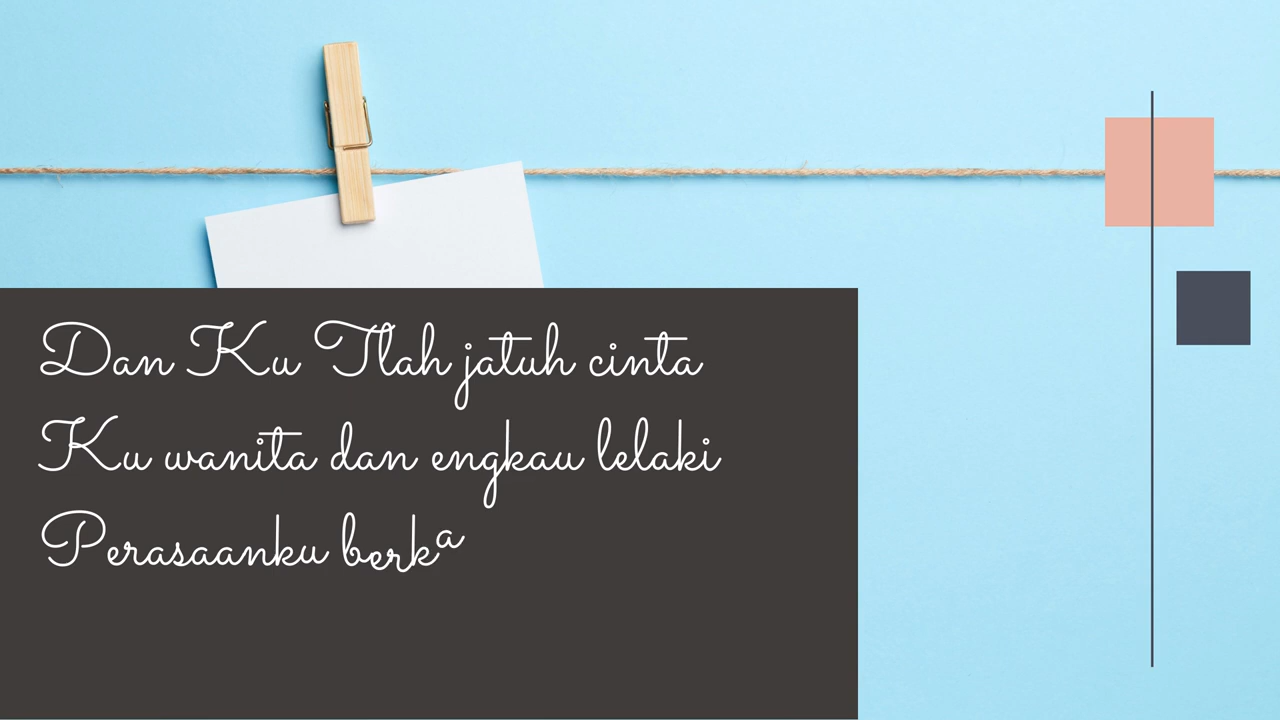 Dan Ku Tlah jatuh cinta
Ku wanita dan engkau lelaki
Perasaanku berka